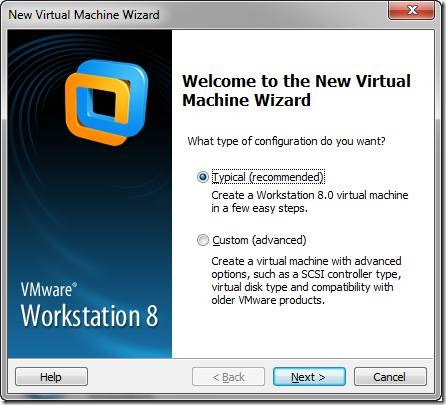 New Virtual Machine Wizard
Welcome to the New Virtual
Machine Wizard
What type of configuration do you want?
Typical (recommended)
Create a Workstation 8.0 virtual machine
in a few easy steps.
Custom (advanced)
Create a virtual machine with advanced
options, such as a SCSI controller type,
virtual disk type and compatibility with
older VMware products.
VMware®
Workstation 8
Help
< Back
Next >
Cancel